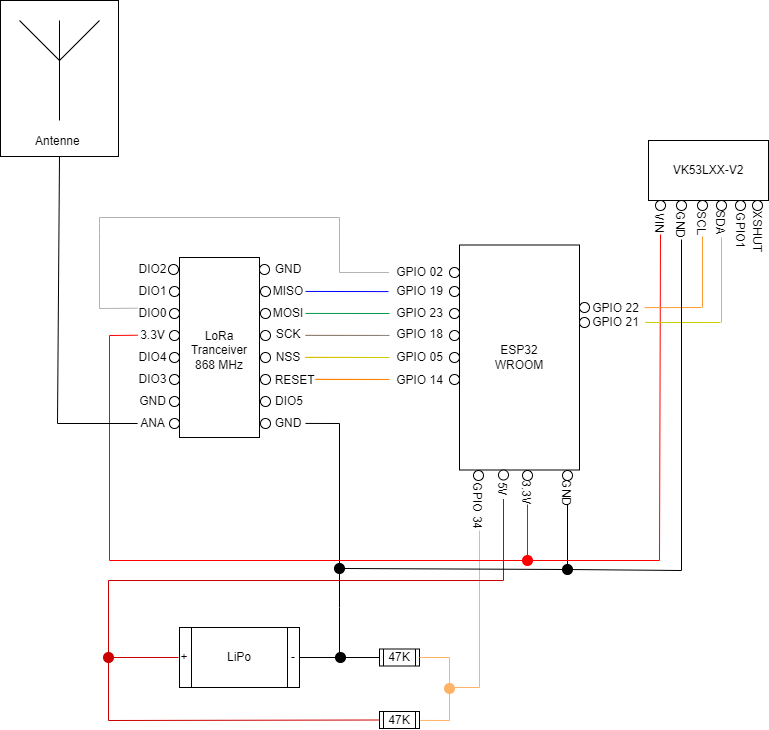 Antenne
VK53LXX-V2
VIN
GND
SCL
SDA
GPIO1
XSHUT
DIO2
DIO1
DIO0
3.3V
DIO4
DIO3
GND
ANA
LoRa
Tranceiver
868 MHz
GND
MISO
MOSI
SCK
NSS
RESET
DIO5
GND
GPIO 02
GPIO 19
GPIO 23
GPIO 18
GPIO 05
GPIO 14
ESP32
WROOM
GPIO 22
GPIO 21
GPIO 34
5V
3.3V
GND
+
LiPo
-
47K
47K